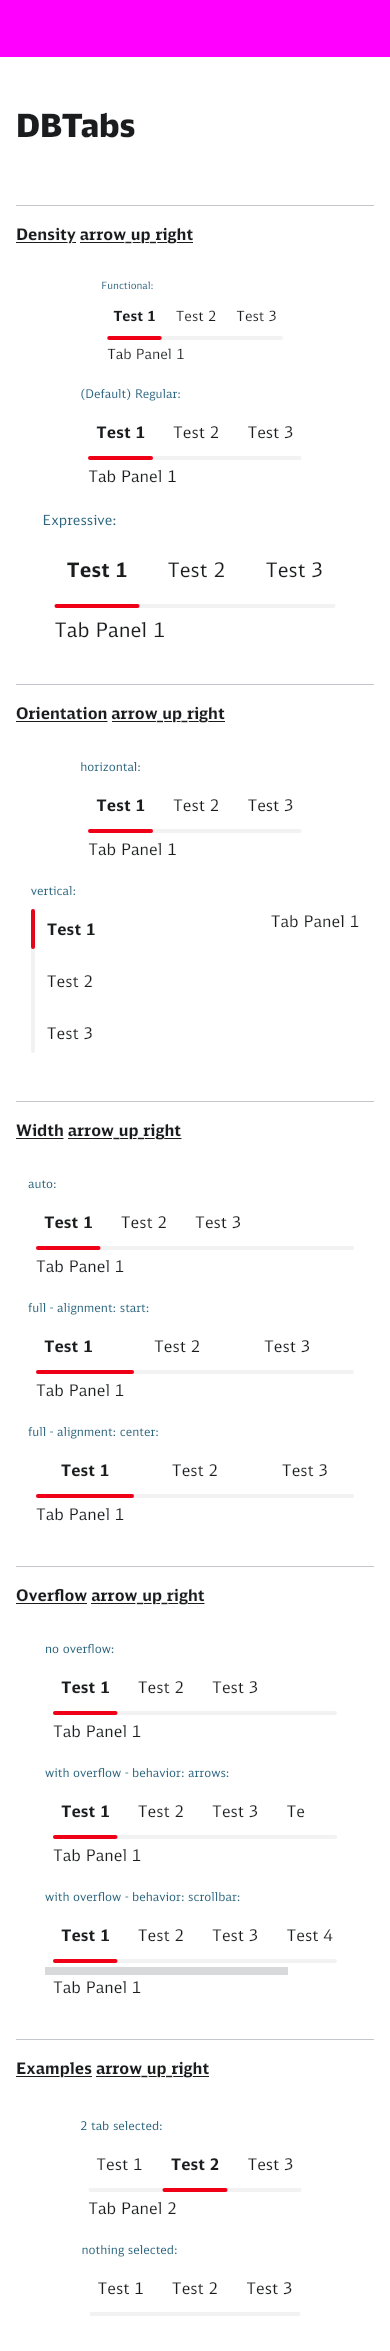 DBTabs
Density arrow_up_right
Functional:
Test 1 Test 2 Test 3
Tab Panel 1
(Default) Regular:
Test 1 Test 2 Test 3
Tab Panel 1
Expressive:
Test 1 Test 2 Test 3
Tab Panel 1
Orientation arrow_up_right
horizontal:
Test 1 Test 2 Test 3
Tab Panel 1
vertical:
Test 1 Tab Panel 1
Test 2
Test 3
Width arrow_up_right
auto:
Test 1 Test 2 Test 3
Tab Panel 1
full - alignment: start:
Test 1 Test 2 Test 3
Tab Panel 1
full - alignment: center:
Test 1 Test 2 Test 3
Tab Panel 1
Overflow arrow_up_right
no overflow:
Test 1 Test 2 Test 3
Tab Panel 1
with overflow - behavior: arrows:
Test 1 Test 2 Test 3 Te
Tab Panel 1
with overflow - behavior: scrollbar:
Test 1 Test 2 Test 3 Test 4
Tab Panel 1
Examples arrow_up_right
2 tab selected:
Test 1 Test 2 Test 3
Tab Panel 2
nothing selected:
Test 1 Test 2 Test 3